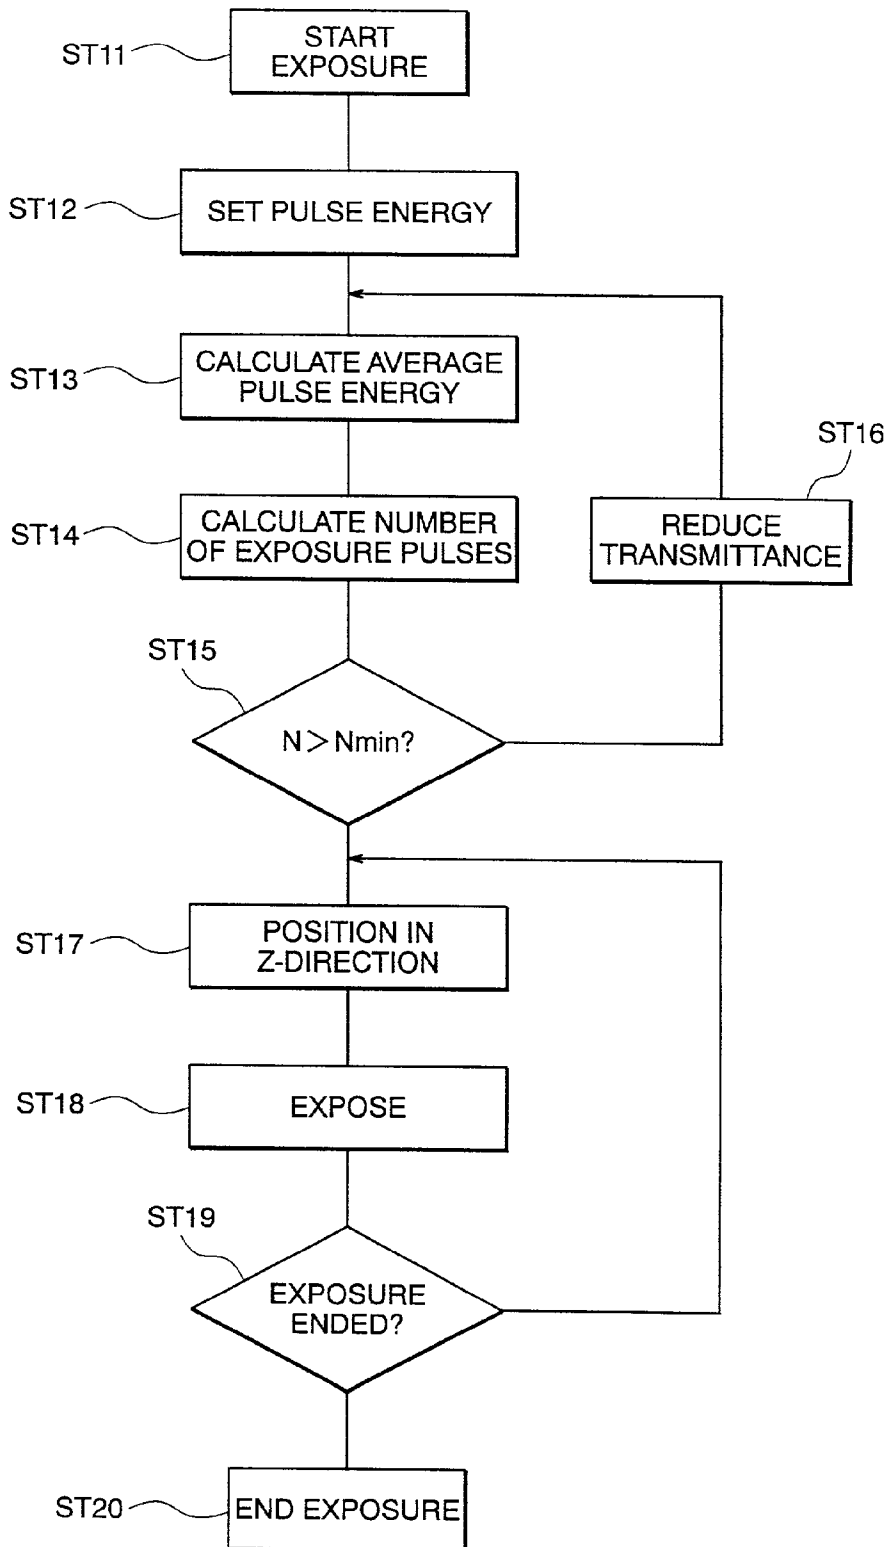 ST11
START
EXPOSURE
ST12
SET PULSE ENERGY
ST13
CALCULATE AVERAGE
PULSE ENERGY
ST16
ST14
CALCULATE NUMBER
OF EXPOSURE PULSES
REDUCE
TRANSMITTANCE
ST15
N > Nmin?
ST17
POSITION IN
Z-DIRECTION
ST18
EXPOSE
ST19
EXPOSURE
ENDED?
ST20
END EXPOSURE